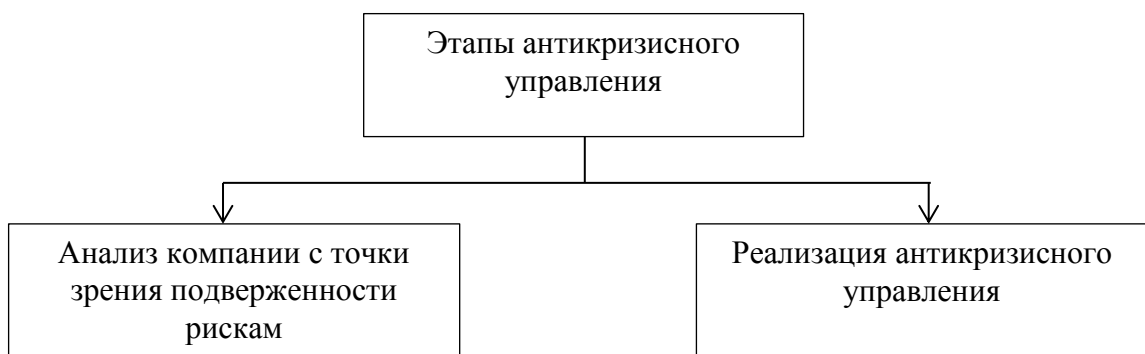 Этапы антикризисного
управления
Анализ компании с точки
зрения подверженности
рискам
Реализация антикризисного
управления